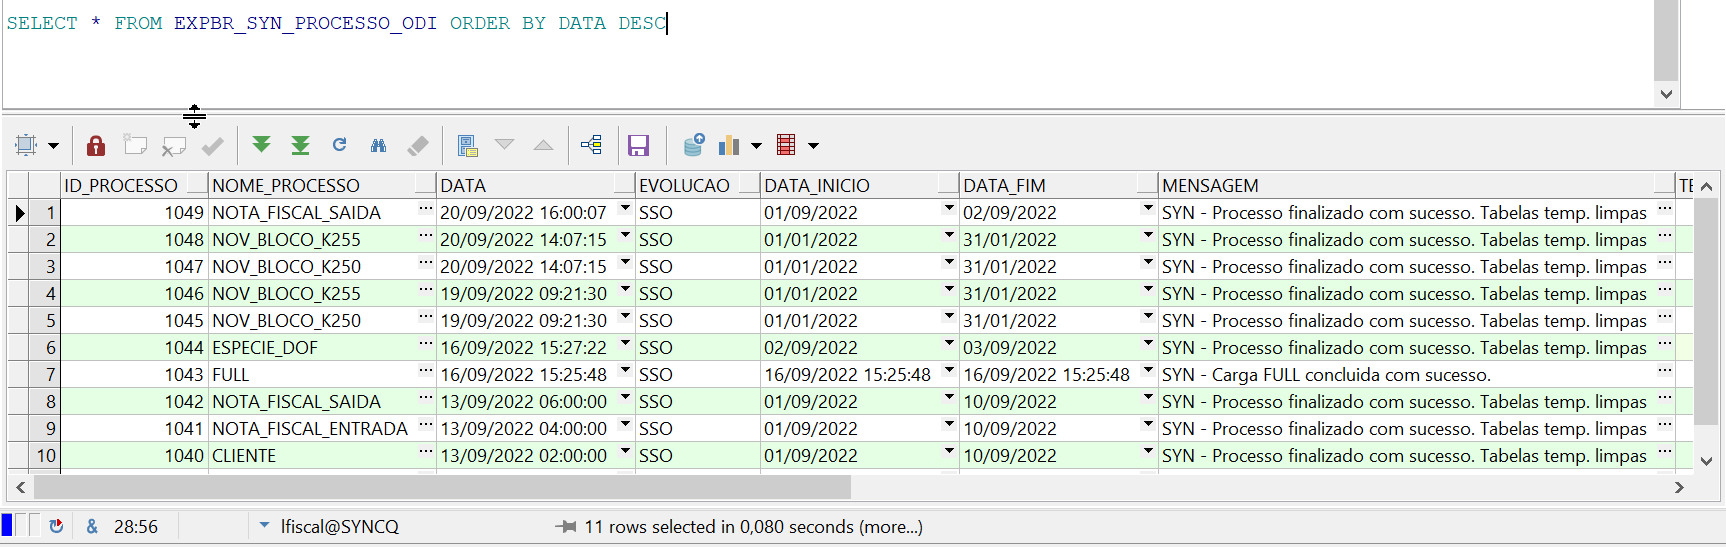 SELECT * FROM EXPBR_SYN_PROCESSO_ODI ORDER BY DATA DESC
ID_PROCESSO NOME_PROCESSO DATA EVOLUCAO DATA_INICIO DATA_FIM MENSAGEM TE
1 1049 NOTA_FISCAL_SAIDA ... 20/09/2022 16:00:07 SSO 01/09/2022 02/09/2022 SYN - Processo finalizado com sucesso. Tabelas temp. limpas ...
2 1048 NOV_BLOCO_K255 ... 20/09/2022 14:07:15 SSO 01/01/2022 31/01/2022 SYN - Processo finalizado com sucesso. Tabelas temp. limpas ...
3 1047 NOV_BLOCO_K250 ... 20/09/2022 14:07:15 SSO 01/01/2022 31/01/2022 SYN - Processo finalizado com sucesso. Tabelas temp. limpas ...
4 1046 NOV_BLOCO_K255 ... 19/09/2022 09:21:30 SSO 01/01/2022 31/01/2022 SYN - Processo finalizado com sucesso. Tabelas temp. limpas ...
5 1045 NOV_BLOCO_K250 ... 19/09/2022 09:21:30 SSO 01/01/2022 31/01/2022 SYN - Processo finalizado com sucesso. Tabelas temp. limpas ...
6 1044 ESPECIE_DOF ... 16/09/2022 15:27:22 SSO 02/09/2022 03/09/2022 SYN - Processo finalizado com sucesso. Tabelas temp. limpas ...
7 1043 FULL ... 16/09/2022 15:25:48 SSO 16/09/2022 15:25:48 16/09/2022 15:25:48 SYN - Carga FULL concluida com sucesso. ...
8 1042 NOTA_FISCAL_SAIDA ... 13/09/2022 06:00:00 SSO 01/09/2022 10/09/2022 SYN - Processo finalizado com sucesso. Tabelas temp. limpas ...
9 1041 NOTA_FISCAL_ENTRADA ... 13/09/2022 04:00:00 SSO 01/09/2022 10/09/2022 SYN - Processo finalizado com sucesso. Tabelas temp. limpas ...
10 1040 CLIENTE ... 13/09/2022 02:00:00 SSO 01/09/2022 10/09/2022 SYN - Processo finalizado com sucesso. Tabelas temp. limpas ...
& 28:56 lfiscal@SYNCQ 11 rows selected in 0,080 seconds (more...)